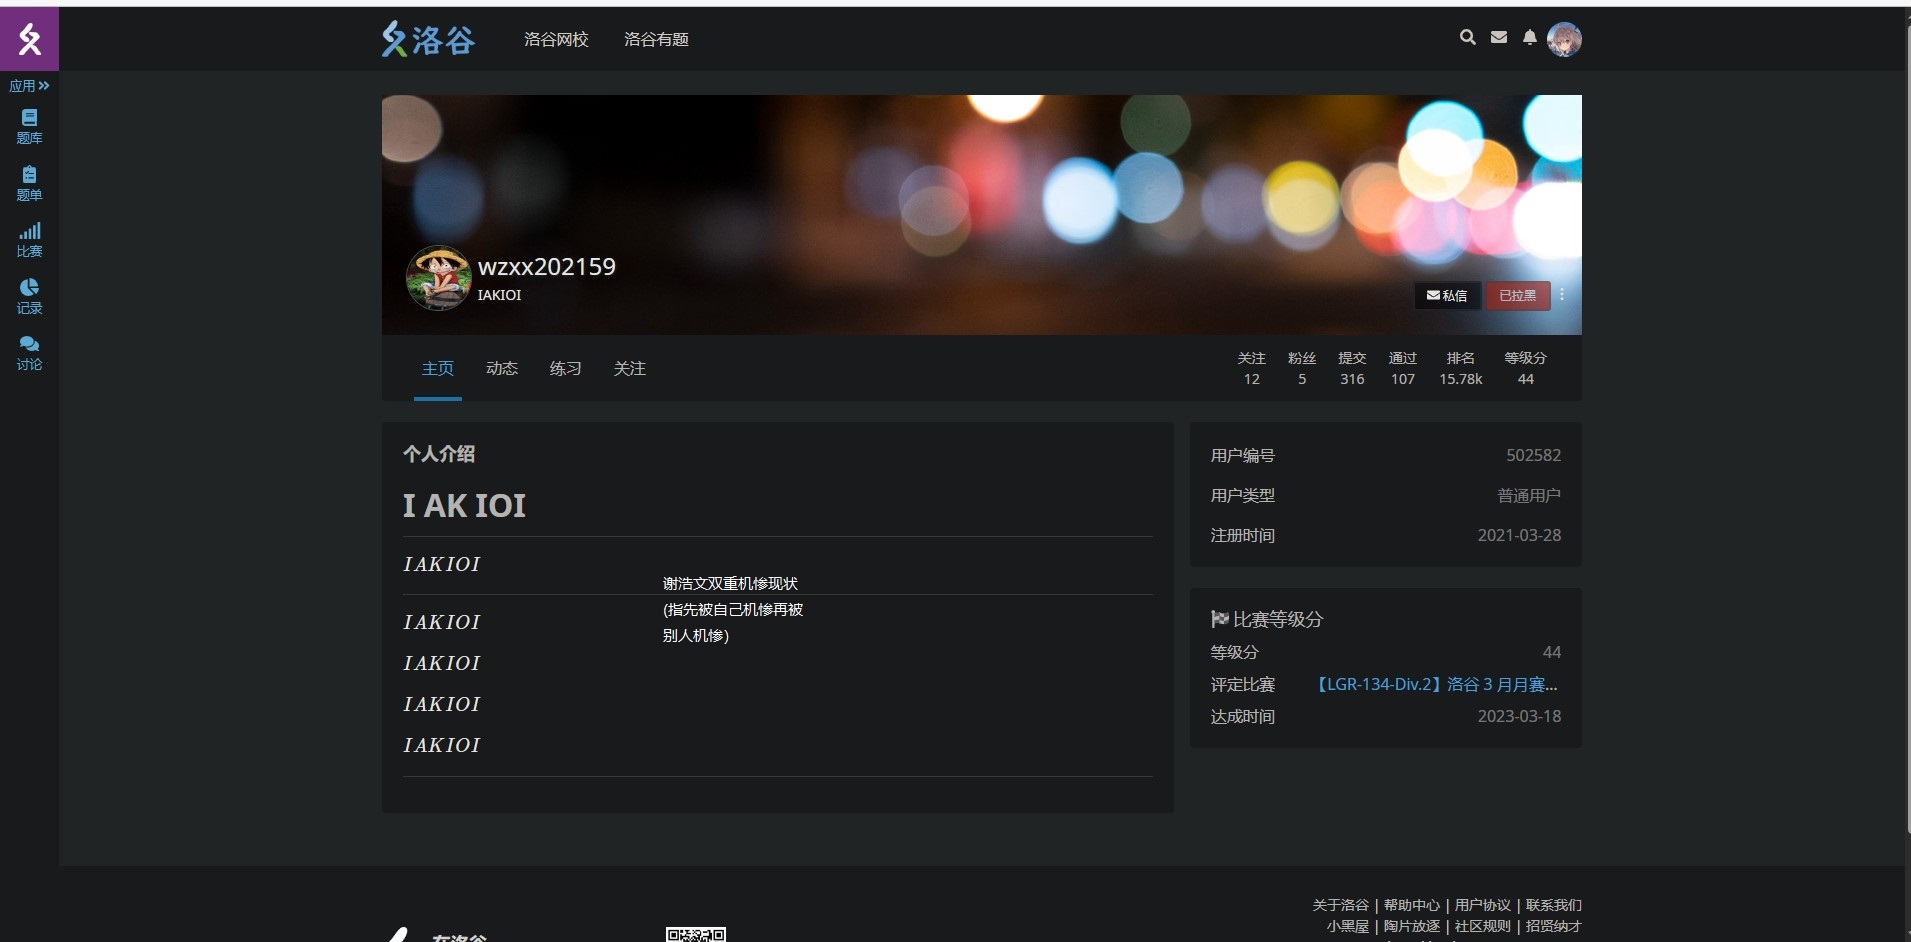 洛谷
洛谷网校
洛谷有题
应用
题库
题单
比赛
记录
讨论
wzxx202159
IAKIOI
私信
已拉黑
主页
动态
练习
关注
关注
粉丝
提交
通过
排名
等级分
12
5
316
107
15.78k
44
个人介绍
I AK IOI
IAKIOI
谢浩文双重机惨现状
(指先被自己机惨再被
别人机惨)
IAKIOI
IAKIOI
IAKIOI
IAKIOI
用户编号 502582
用户类型 普通用户
注册时间 2021-03-28
比赛等级分
等级分 44
评定比赛 【LGR-134-Div.2】洛谷 3 月月赛...
达成时间 2023-03-18
关于洛谷 | 帮助中心 | 用户协议 | 联系我们
小黑屋 | 陶片放逐 | 社区规则 | 招贤纳才
在洛谷